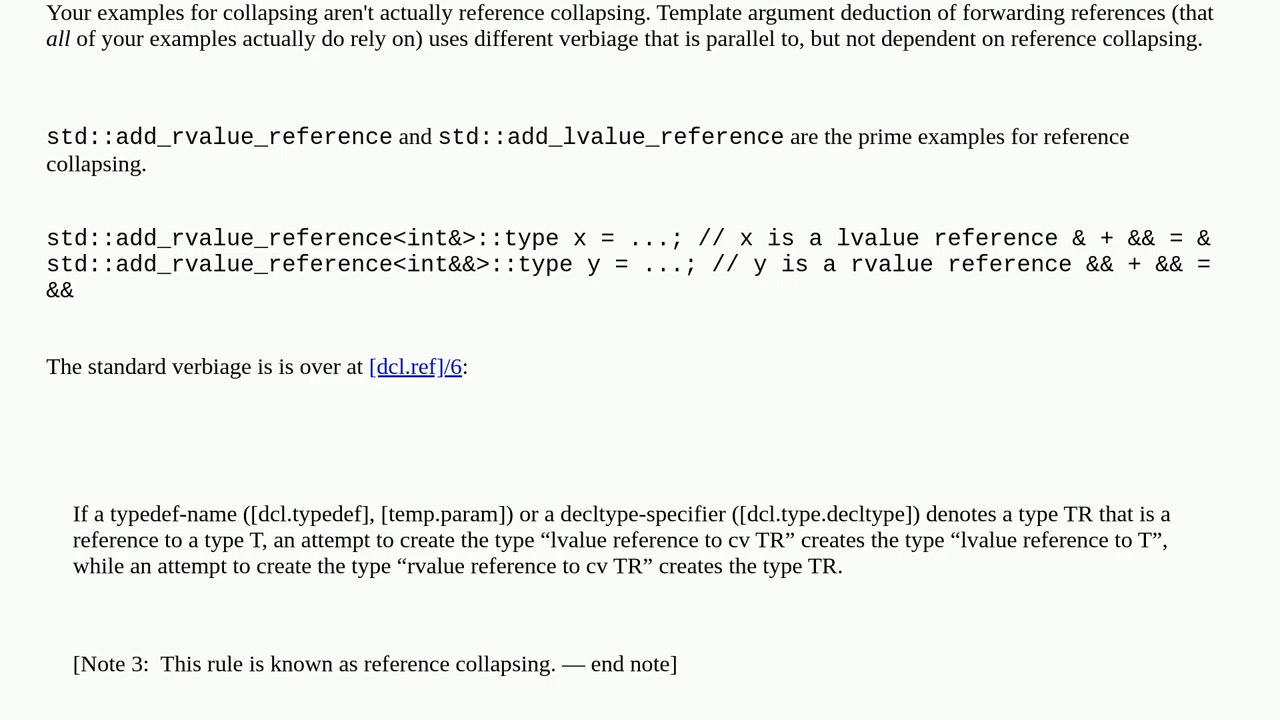 Your examples for collapsing aren't actually reference collapsing. Template argument deduction of forwarding references (that
all of your examples actually do rely on) uses different verbiage that is parallel to, but not dependent on reference collapsing.
std::add_rvalue_reference and std::add_lvalue_reference are the prime examples for reference
collapsing.
std::add_rvalue_reference<int&>::type x = ...; // x is a lvalue reference & + && = &
std::add_rvalue_reference<int&&>::type y = ...; // y is a rvalue reference && + && =
&&
The standard verbiage is is over at [dcl.ref]/6:
If a typedef-name ([dcl.typedef], [temp.param]) or a decltype-specifier ([dcl.type.decltype]) denotes a type TR that is a
reference to a type T, an attempt to create the type “lvalue reference to cv TR” creates the type “lvalue reference to T”,
while an attempt to create the type “rvalue reference to cv TR” creates the type TR.
[Note 3:  This rule is known as reference collapsing. — end note]